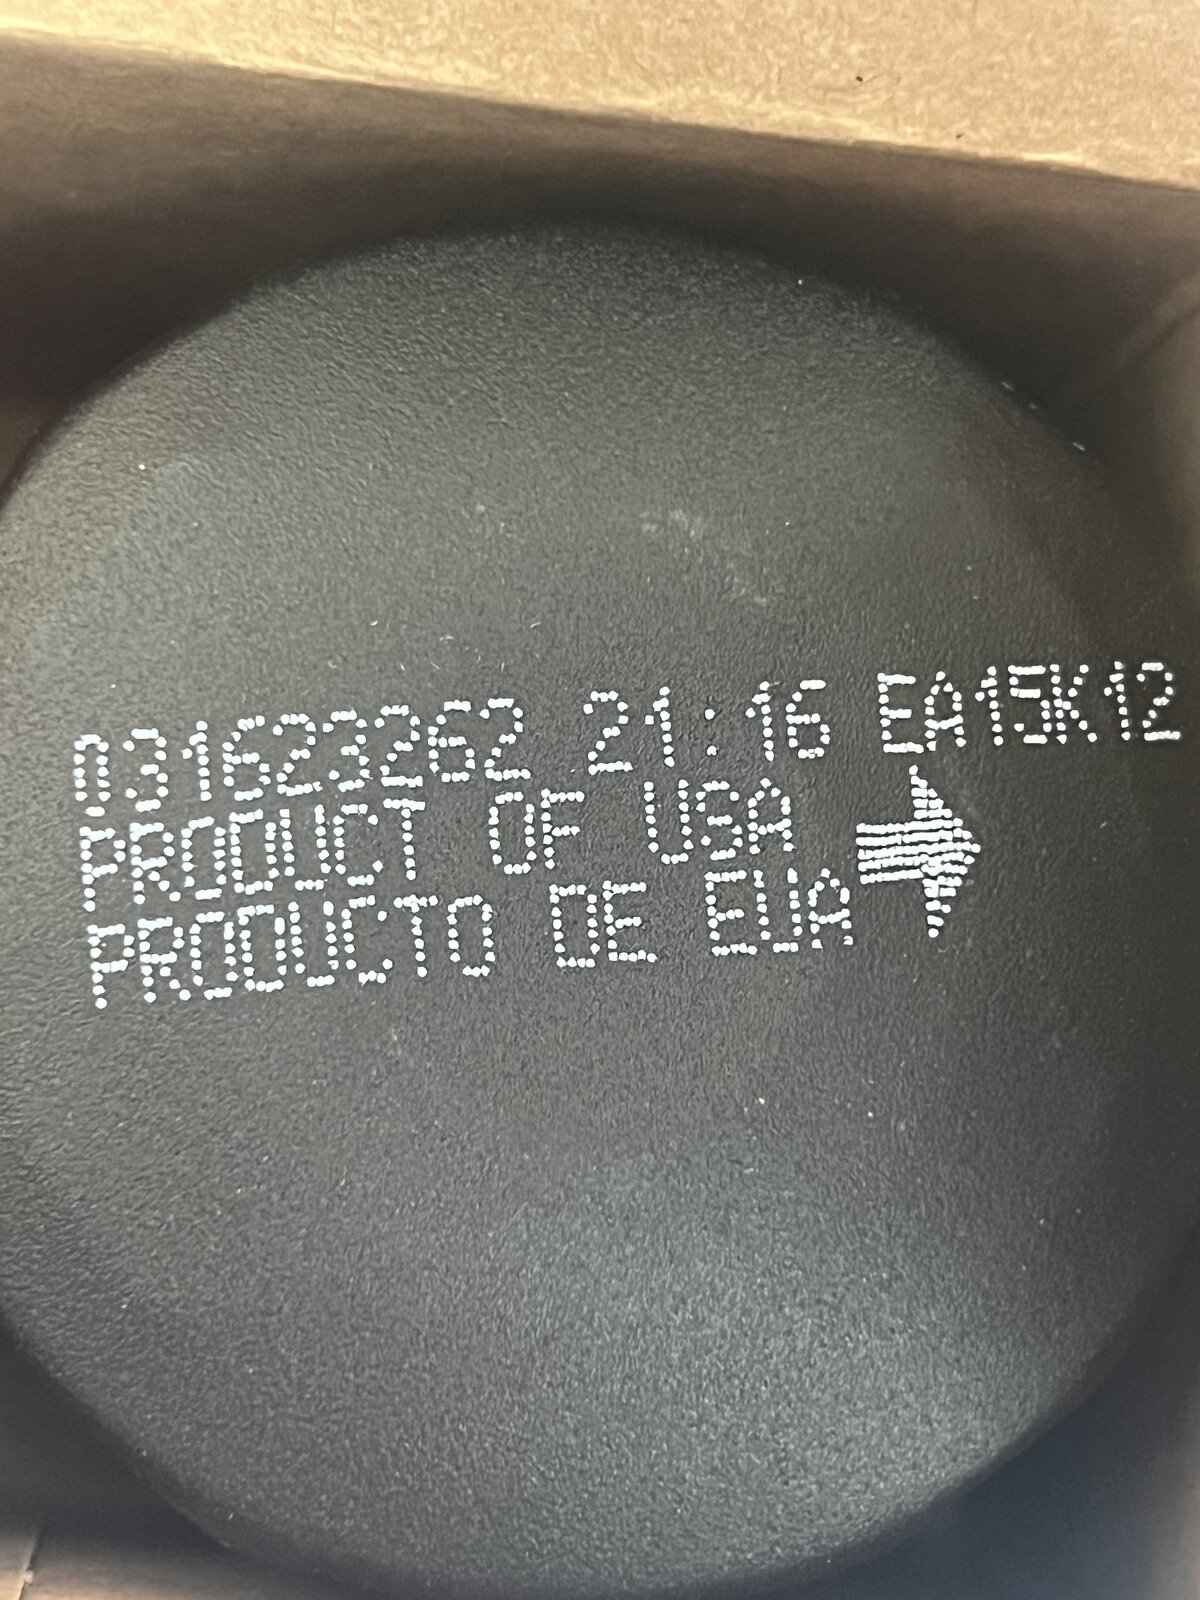 031623262 21:16 EA15K12
PRODUCT OF USA
PRODUCTO DE EUA